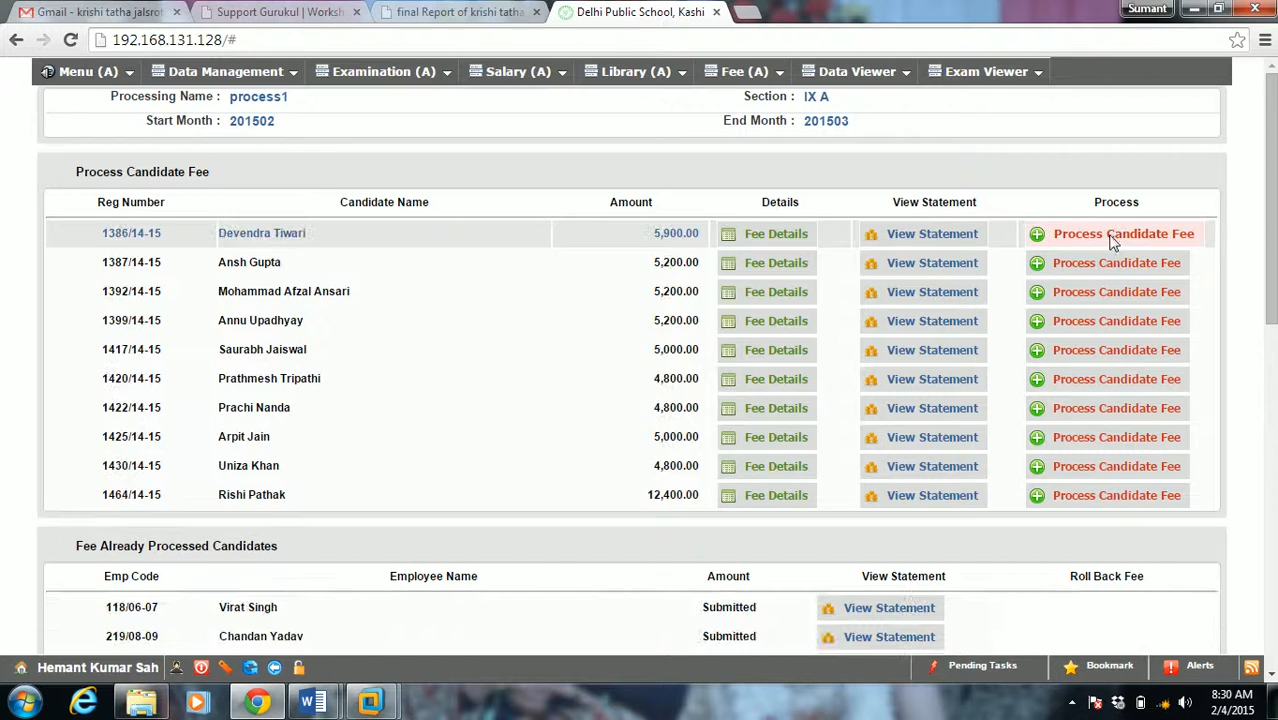 Gmail - krishi tatha jalsrot
Support Gurukul | Worksh
final Report of krishi tatha
Delhi Public School, Kashi
Sumant
192.168.131.128/#
Menu (A)
Data Management
Examination (A)
Salary (A)
Library (A)
Fee (A)
Data Viewer
Exam Viewer
Processing Name : process1
Section : IX A
Start Month : 201502
End Month : 201503
Process Candidate Fee
Reg Number Candidate Name Amount Details View Statement Process
1386/14-15 Devendra Tiwari 5,900.00 Fee Details View Statement Process Candidate Fee
1387/14-15 Ansh Gupta 5,200.00 Fee Details View Statement Process Candidate Fee
1392/14-15 Mohammad Afzal Ansari 5,200.00 Fee Details View Statement Process Candidate Fee
1399/14-15 Annu Upadhyay 5,200.00 Fee Details View Statement Process Candidate Fee
1417/14-15 Saurabh Jaiswal 5,000.00 Fee Details View Statement Process Candidate Fee
1420/14-15 Prathmesh Tripathi 4,800.00 Fee Details View Statement Process Candidate Fee
1422/14-15 Prachi Nanda 4,800.00 Fee Details View Statement Process Candidate Fee
1425/14-15 Arpit Jain 5,000.00 Fee Details View Statement Process Candidate Fee
1430/14-15 Uniza Khan 4,800.00 Fee Details View Statement Process Candidate Fee
1464/14-15 Rishi Pathak 12,400.00 Fee Details View Statement Process Candidate Fee
Fee Already Processed Candidates
Emp Code Employee Name Amount View Statement Roll Back Fee
118/06-07 Virat Singh Submitted View Statement
219/08-09 Chandan Yadav Submitted View Statement
Hemant Kumar Sah
Pending Tasks
Bookmark
Alerts
8:30 AM
2/4/2015